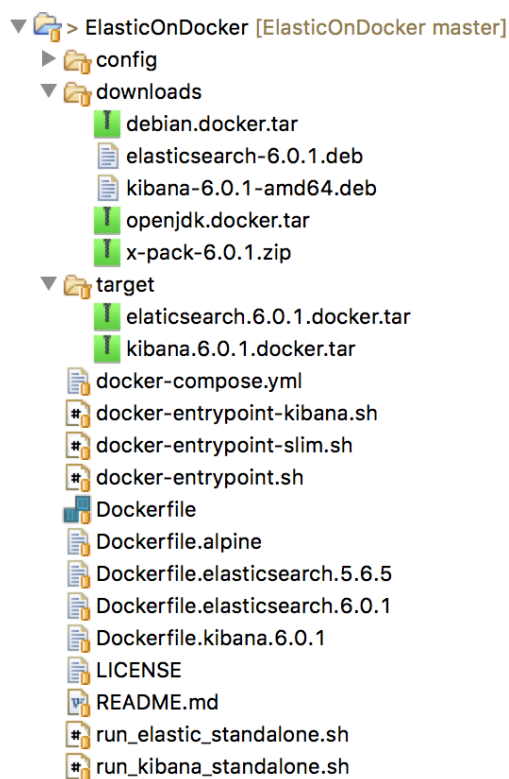 > ElasticOnDocker [ElasticOnDocker master]
config
downloads
debian.docker.tar
elasticsearch-6.0.1.deb
kibana-6.0.1-amd64.deb
openjdk.docker.tar
x-pack-6.0.1.zip
target
elaticsearch.6.0.1.docker.tar
kibana.6.0.1.docker.tar
docker-compose.yml
docker-entrypoint-kibana.sh
docker-entrypoint-slim.sh
docker-entrypoint.sh
Dockerfile
Dockerfile.alpine
Dockerfile.elasticsearch.5.6.5
Dockerfile.elasticsearch.6.0.1
Dockerfile.kibana.6.0.1
LICENSE
README.md
run_elastic_standalone.sh
run_kibana_standalone.sh